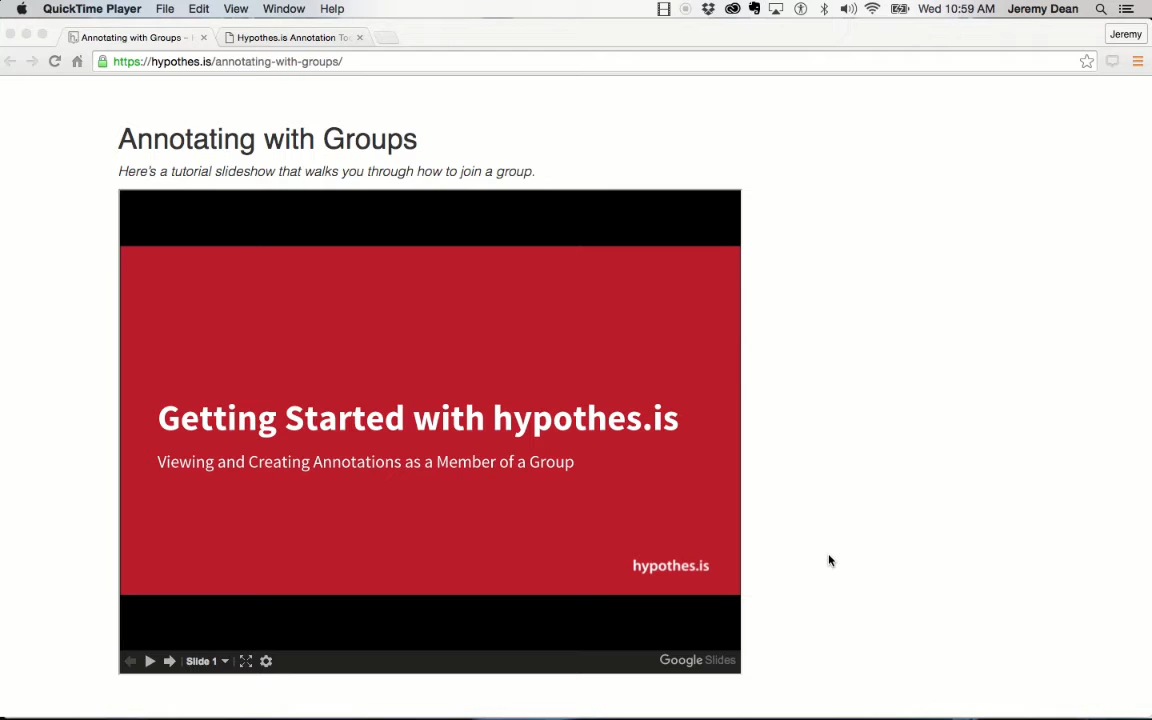 QuickTime Player File Edit View Window Help Wed 10:59 AM Jeremy Dean
Annotating with Groups - Hypothes.is Annotation To Jeremy
https://hypothes.is/annotating-with-groups/
Annotating with Groups
Here's a tutorial slideshow that walks you through how to join a group.
Getting Started with hypothes.is
Viewing and Creating Annotations as a Member of a Group
hypothes.is
Slide 1 Google Slides